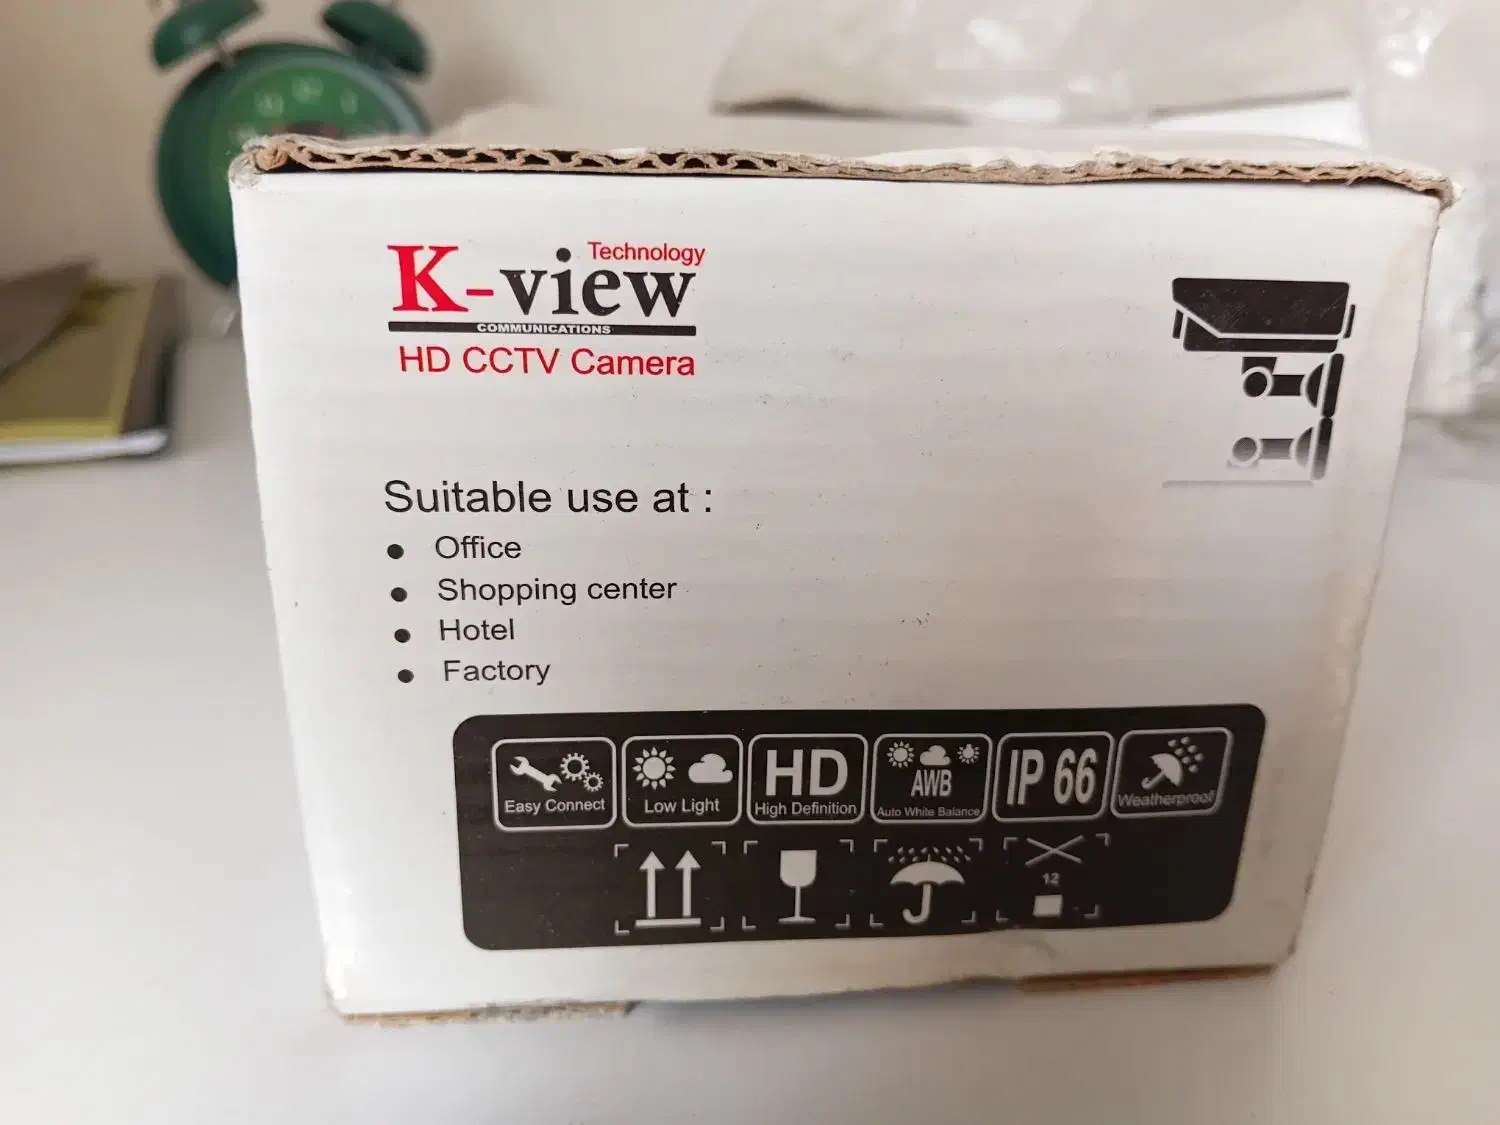 K-view Technology
COMMUNICATIONS
HD CCTV Camera
Suitable use at :
• Office
• Shopping center
• Hotel
• Factory
Easy Connect
Low Light
HD
High Definition
AWB
Auto White Balance
IP 66
Weatherproof
12